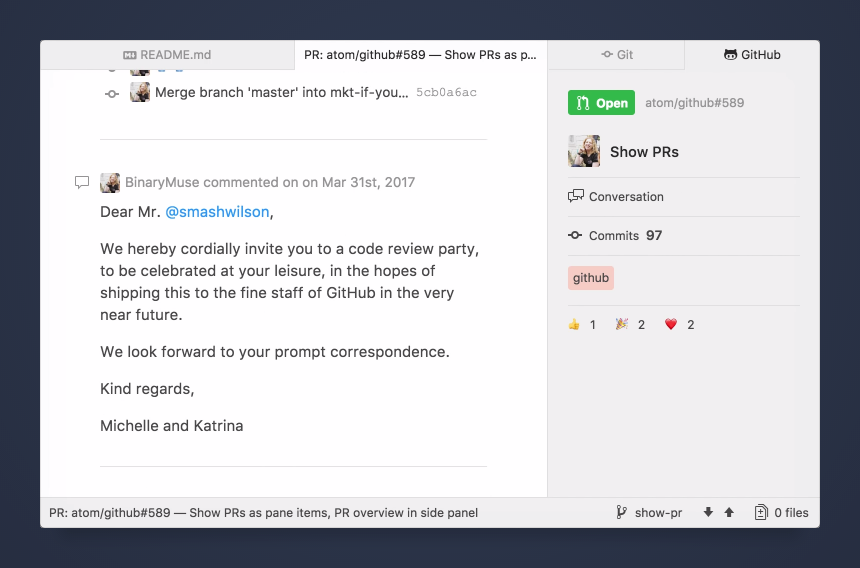 README.md
PR: atom/github#589 — Show PRs as p...
Git
GitHub
Merge branch 'master' into mkt-if-you... 5cb0a6ac
BinaryMuse commented on on Mar 31st, 2017
Dear Mr. @smashwilson,
We hereby cordially invite you to a code review party,
to be celebrated at your leisure, in the hopes of
shipping this to the fine staff of GitHub in the very
near future.
We look forward to your prompt correspondence.
Kind regards,
Michelle and Katrina
Open atom/github#589
Show PRs
Conversation
Commits 97
github
1 2 2
PR: atom/github#589 — Show PRs as pane items, PR overview in side panel
show-pr
0 files